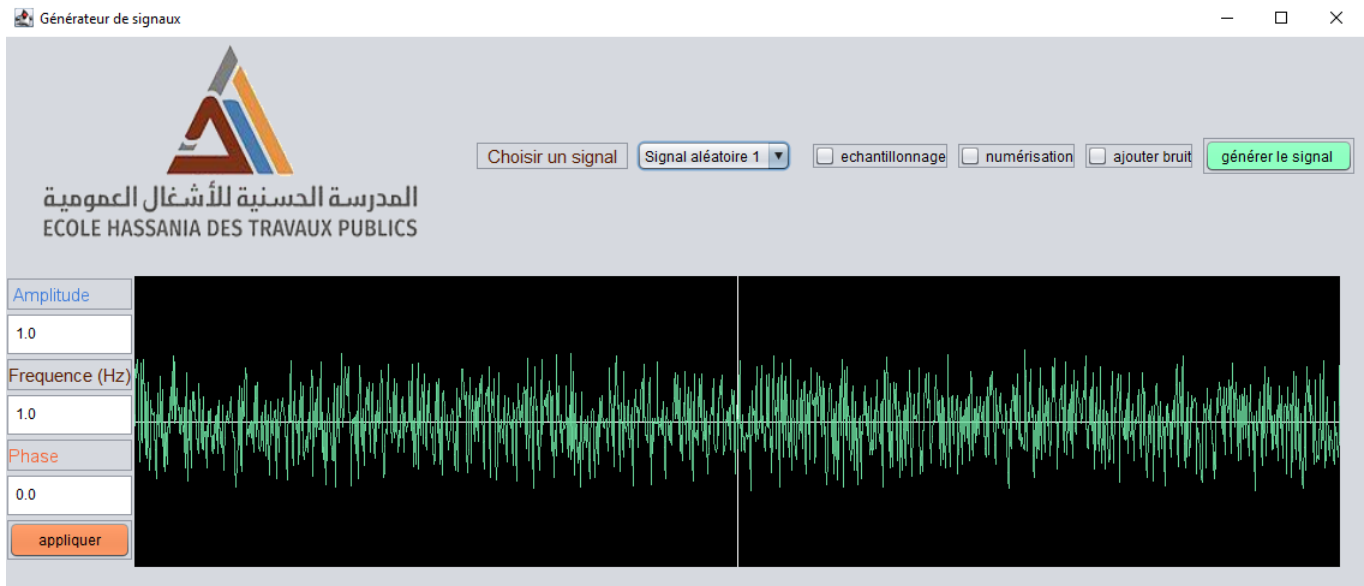 Générateur de signaux
المدرسة الحسنية للأشغال العمومية
ECOLE HASSANIA DES TRAVAUX PUBLICS
Choisir un signal
Signal aléatoire 1
echantillonnage
numérisation
ajouter bruit
générer le signal
Amplitude
1.0
Frequence (Hz)
1.0
Phase
0.0
appliquer